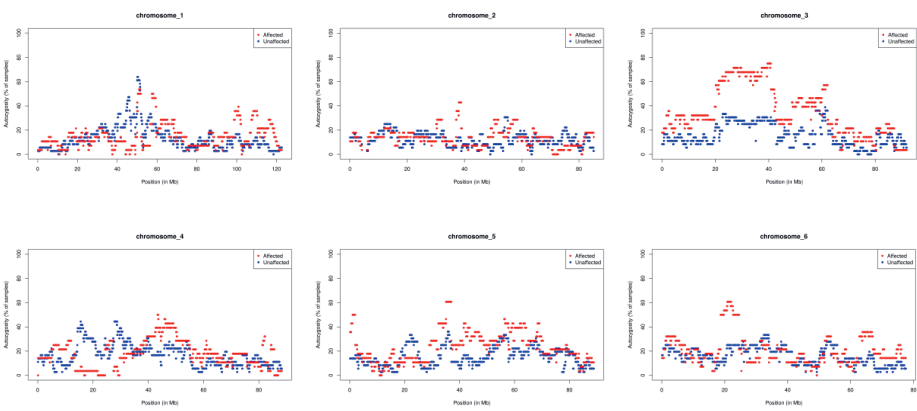 chromosome_1
Autozygosity (% of samples)
0 20 40 60 80 100
Affected
Unaffected
0 20 40 60 80 100 120
Position (in Mb)
chromosome_2
Autozygosity (% of samples)
0 20 40 60 80 100
Affected
Unaffected
0 20 40 60 80
Position (in Mb)
chromosome_3
Autozygosity (% of samples)
0 20 40 60 80 100
Affected
Unaffected
0 20 40 60 80
Position (in Mb)
chromosome_4
Autozygosity (% of samples)
0 20 40 60 80 100
Affected
Unaffected
0 20 40 60 80
Position (in Mb)
chromosome_5
Autozygosity (% of samples)
0 20 40 60 80 100
Affected
Unaffected
0 20 40 60 80
Position (in Mb)
chromosome_6
Autozygosity (% of samples)
0 20 40 60 80 100
Affected
Unaffected
0 20 40 60 80
Position (in Mb)